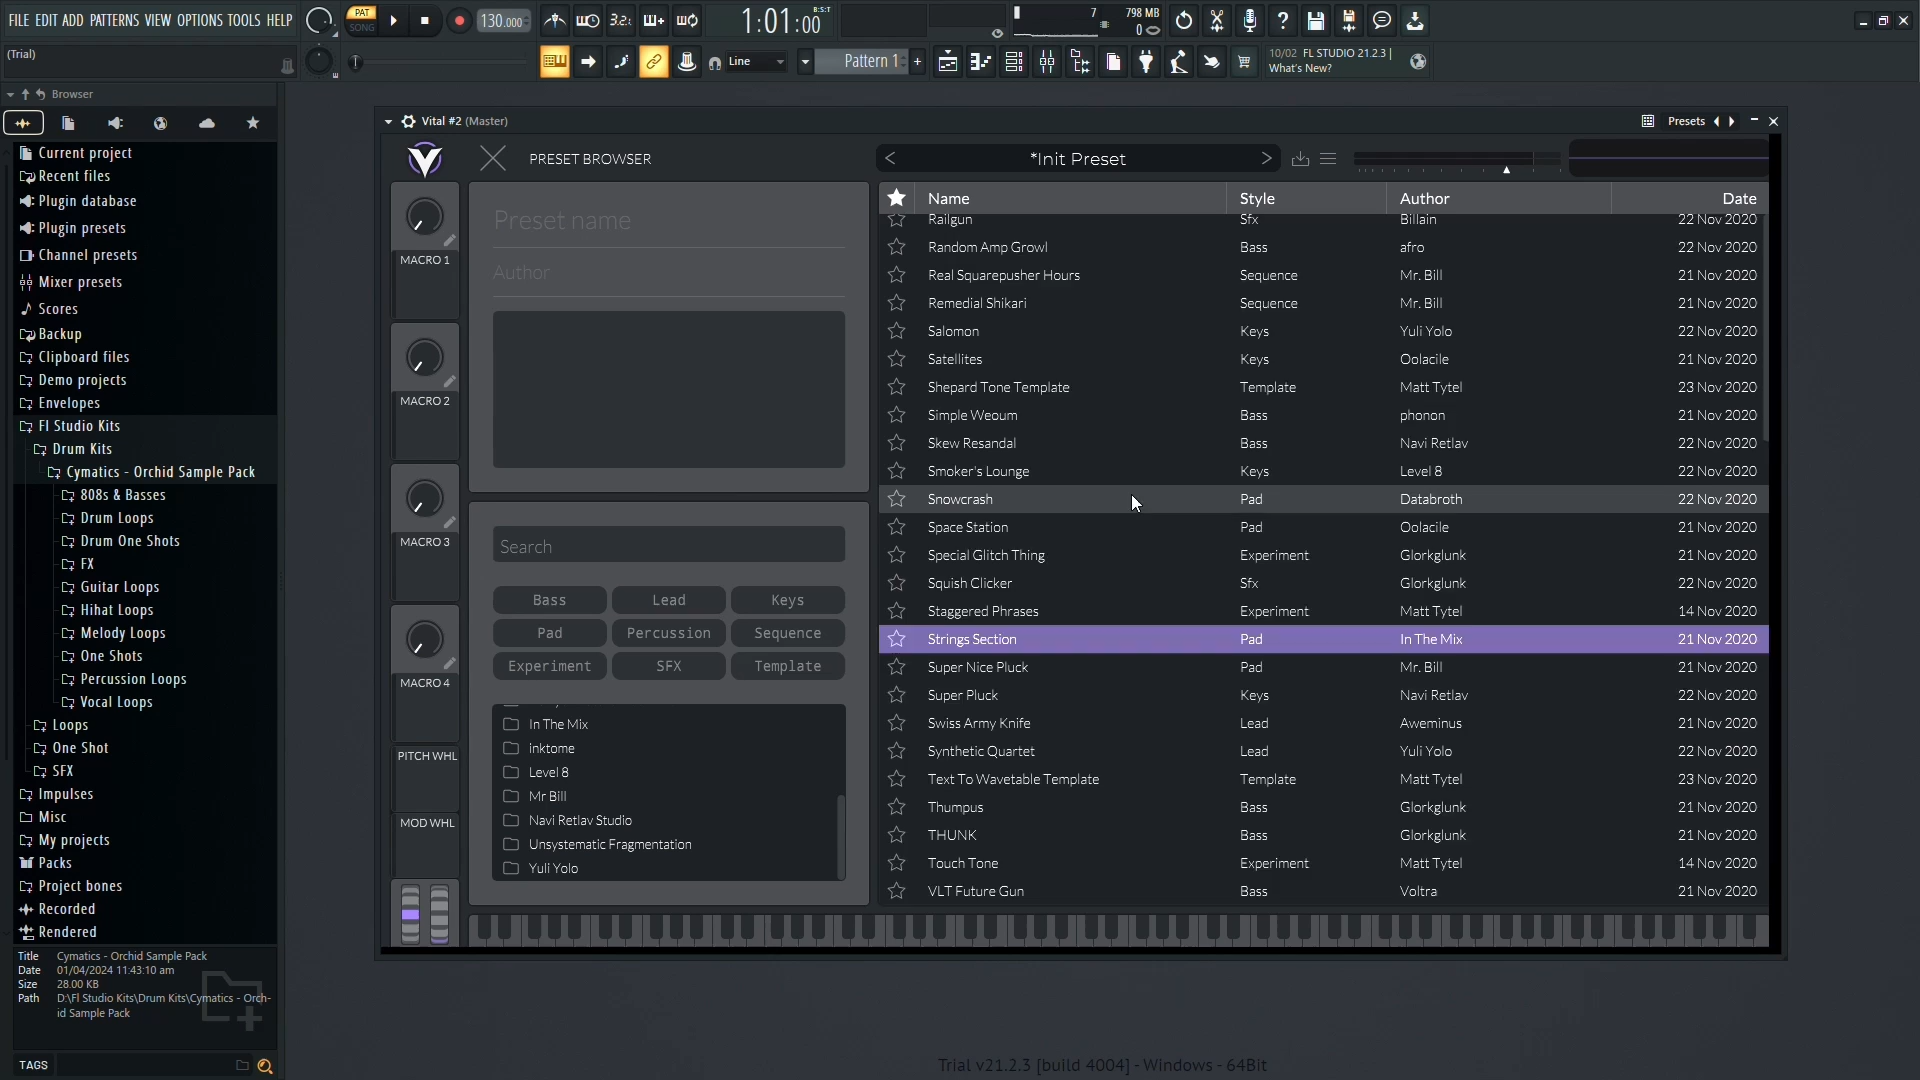 FILE EDIT ADD PATTERNS VIEW OPTIONS TOOLS HELP
PAT
SONG
130.000
3.2.
1:01:00
B:S:T
7
798 MB
0
(Trial)
Line
Pattern 1
+
10/02 FL STUDIO 21.2.3 |
What's New?
Browser
Current project
Recent files
Plugin database
Plugin presets
Channel presets
Mixer presets
Scores
Backup
Clipboard files
Demo projects
Envelopes
Fl Studio Kits
Drum Kits
Cymatics - Orchid Sample Pack
808s & Basses
Drum Loops
Drum One Shots
FX
Guitar Loops
Hihat Loops
Melody Loops
One Shots
Percussion Loops
Vocal Loops
Loops
One Shot
SFX
Impulses
Misc
My projects
Packs
Project bones
Recorded
Rendered
Title Cymatics - Orchid Sample Pack
Date 01/04/2024 11:43:10 am
Size 28.00 KB
Path D:\Fl Studio Kits\Drum Kits\Cymatics - Orch-
id Sample Pack
TAGS
Vital #2 (Master)
Presets
PRESET BROWSER
*Init Preset
MACRO 1
MACRO 2
MACRO 3
MACRO 4
PITCH WHL
MOD WHL
Preset name
Author
Search
Bass Lead Keys
Pad Percussion Sequence
Experiment SFX Template
In The Mix
inktome
Level 8
Mr Bill
Navi Retlav Studio
Unsystematic Fragmentation
Yuli Yolo
Name Style Author Date
Railgun Sfx Billain 22 Nov 2020
Random Amp Growl Bass afro 22 Nov 2020
Real Squarepusher Hours Sequence Mr. Bill 21 Nov 2020
Remedial Shikari Sequence Mr. Bill 21 Nov 2020
Salomon Keys Yuli Yolo 22 Nov 2020
Satellites Keys Oolacile 21 Nov 2020
Shepard Tone Template Template Matt Tytel 23 Nov 2020
Simple Weoum Bass phonon 21 Nov 2020
Skew Resandal Bass Navi Retlav 22 Nov 2020
Smoker's Lounge Keys Level 8 22 Nov 2020
Snowcrash Pad Databroth 22 Nov 2020
Space Station Pad Oolacile 21 Nov 2020
Special Glitch Thing Experiment Glorkglunk 21 Nov 2020
Squish Clicker Sfx Glorkglunk 22 Nov 2020
Staggered Phrases Experiment Matt Tytel 14 Nov 2020
Strings Section Pad In The Mix 21 Nov 2020
Super Nice Pluck Pad Mr. Bill 21 Nov 2020
Super Pluck Keys Navi Retlav 22 Nov 2020
Swiss Army Knife Lead Aweminus 21 Nov 2020
Synthetic Quartet Lead Yuli Yolo 22 Nov 2020
Text To Wavetable Template Template Matt Tytel 23 Nov 2020
Thumpus Bass Glorkglunk 21 Nov 2020
THUNK Bass Glorkglunk 21 Nov 2020
Touch Tone Experiment Matt Tytel 14 Nov 2020
VLT Future Gun Bass Voltra 21 Nov 2020
Trial v21.2.3 [build 4004] - Windows - 64Bit